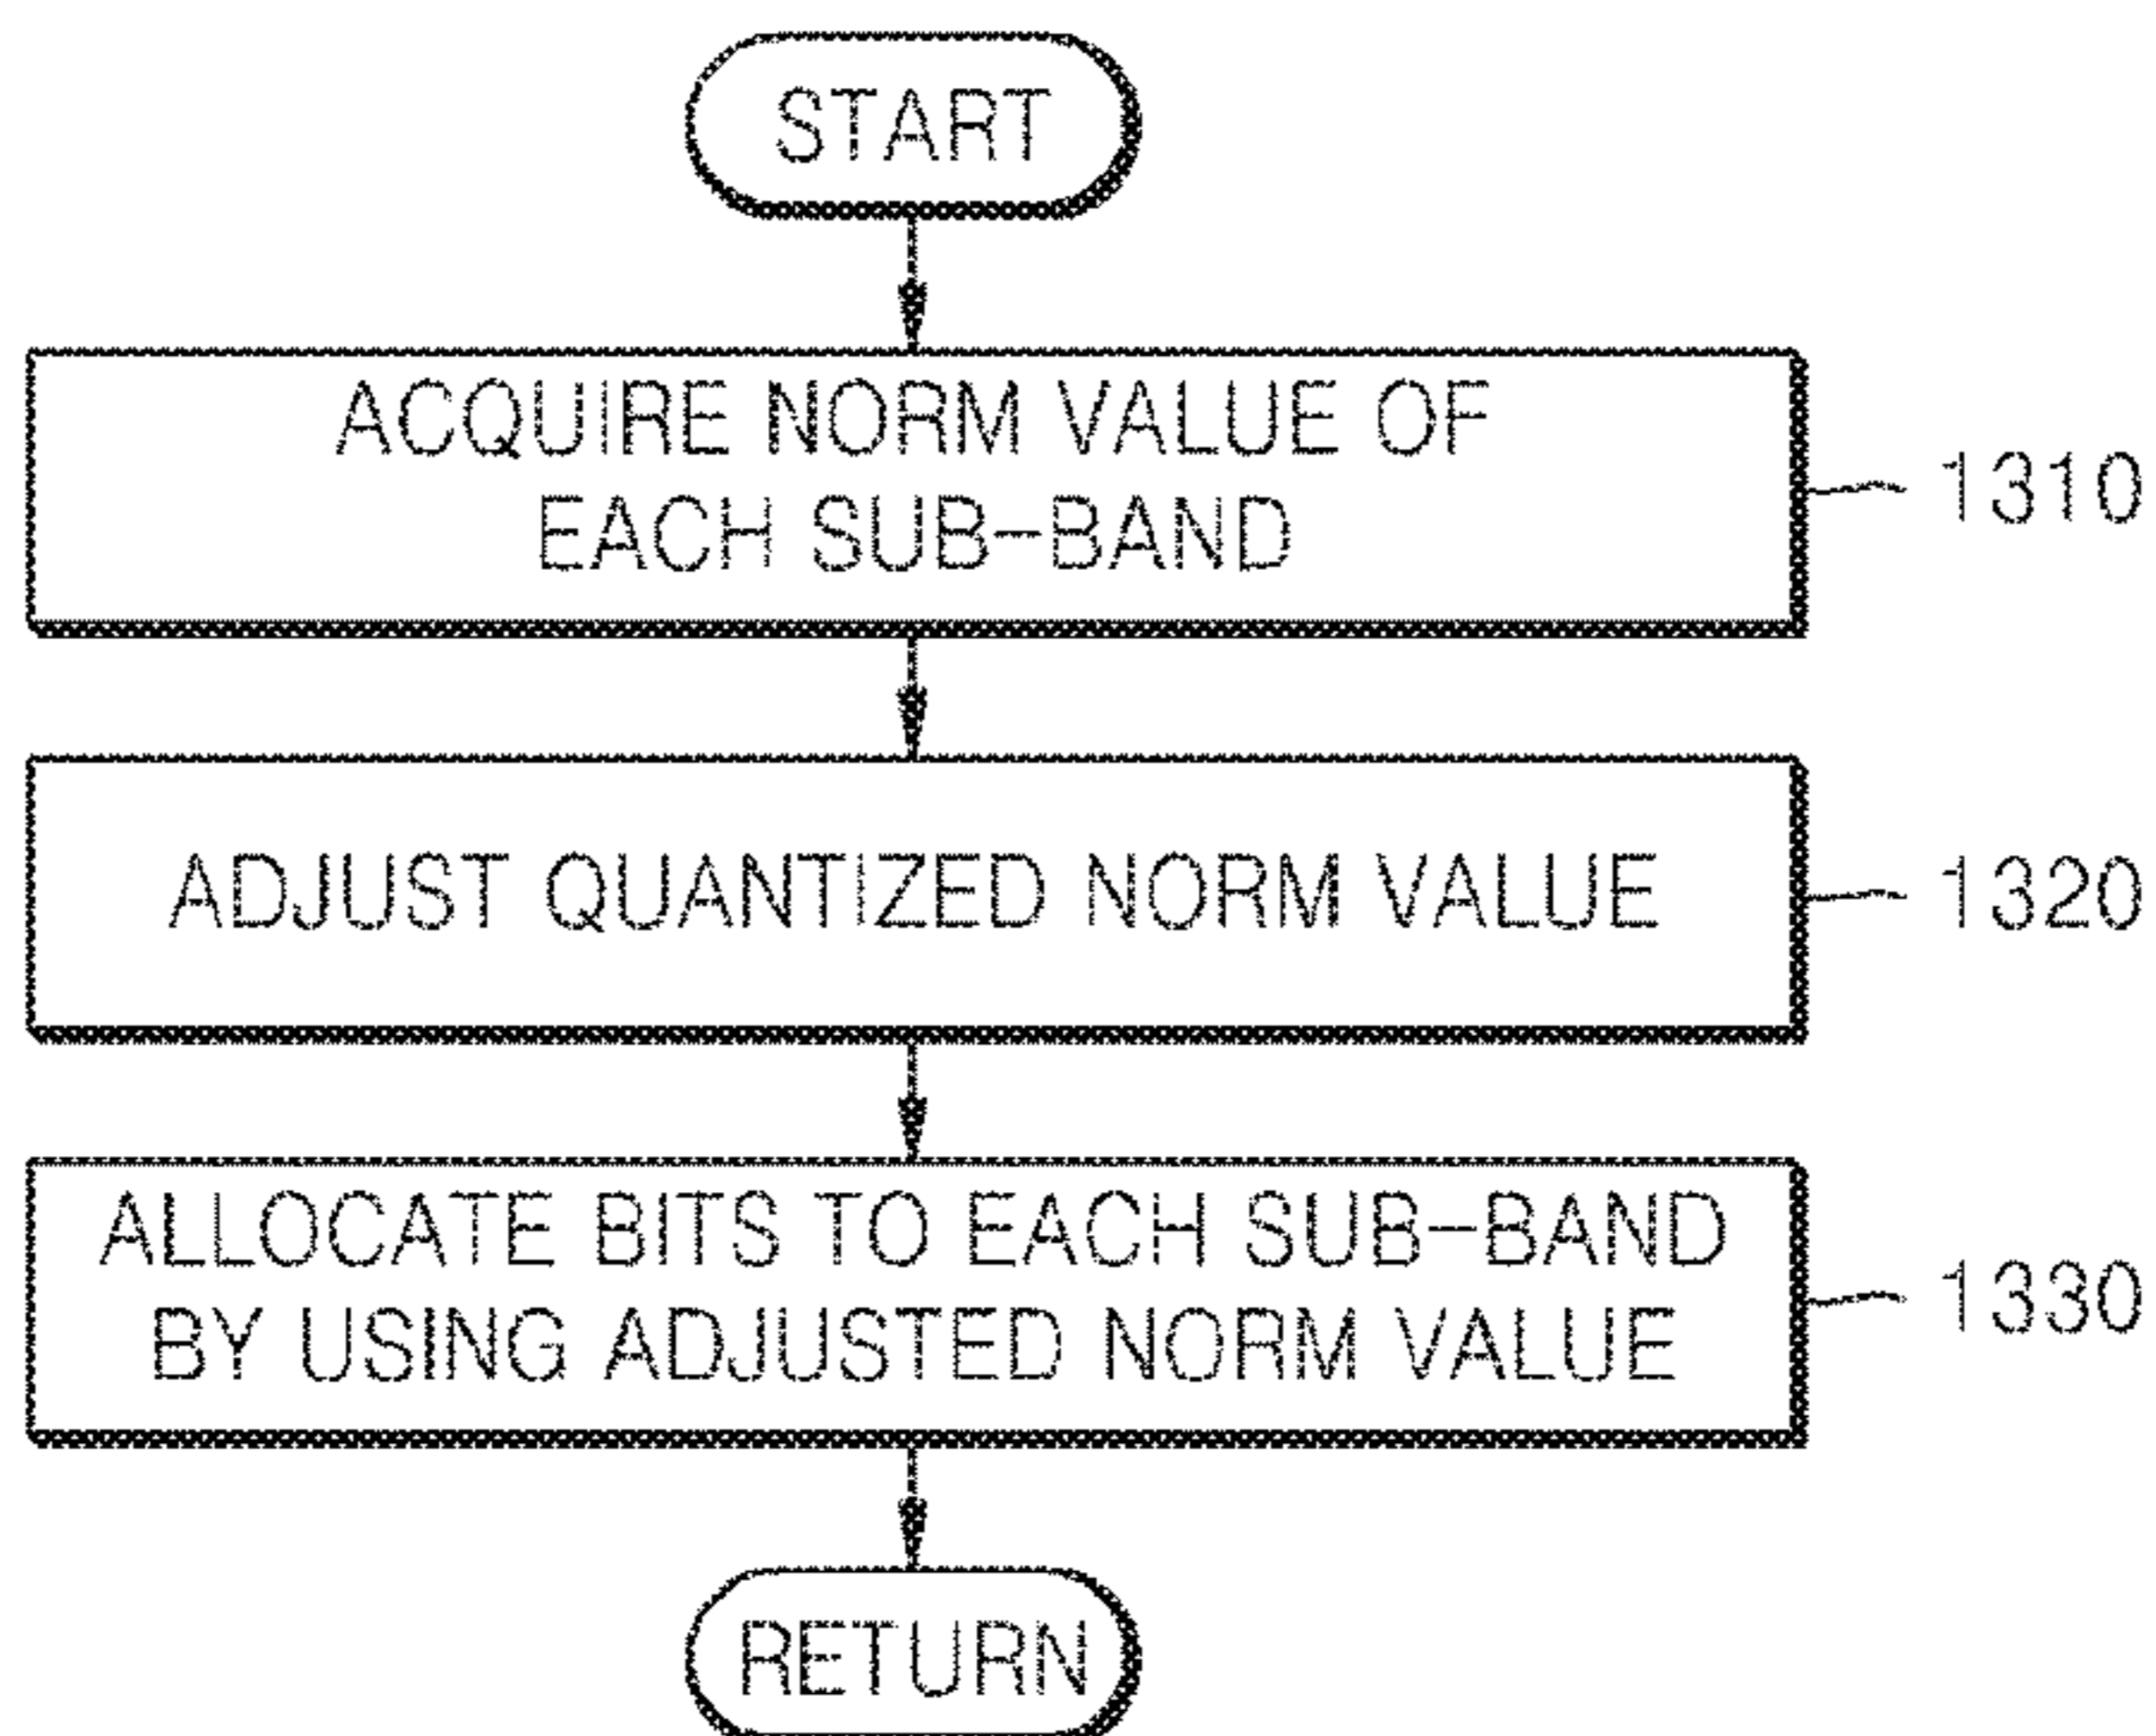 START
ACQUIRE NORM VALUE OF
EACH SUB-BAND
1310
ADJUST QUANTIZED NORM VALUE
1320
ALLOCATE BITS TO EACH SUB-BAND
BY USING ADJUSTED NORM VALUE
1330
RETURN